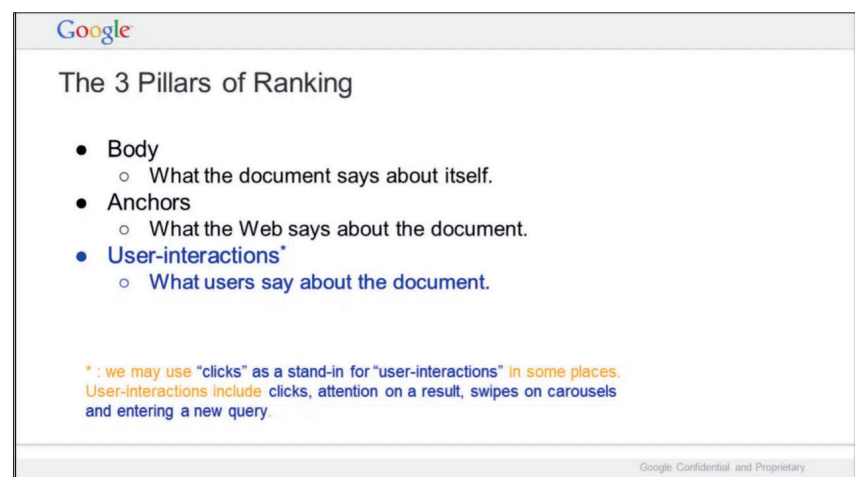 Google
The 3 Pillars of Ranking
● Body
○ What the document says about itself.
● Anchors
○ What the Web says about the document.
● User-interactions*
○ What users say about the document.
* : we may use “clicks” as a stand-in for “user-interactions” in some places.
User-interactions include clicks, attention on a result, swipes on carousels
and entering a new query.
Google Confidential and Proprietary